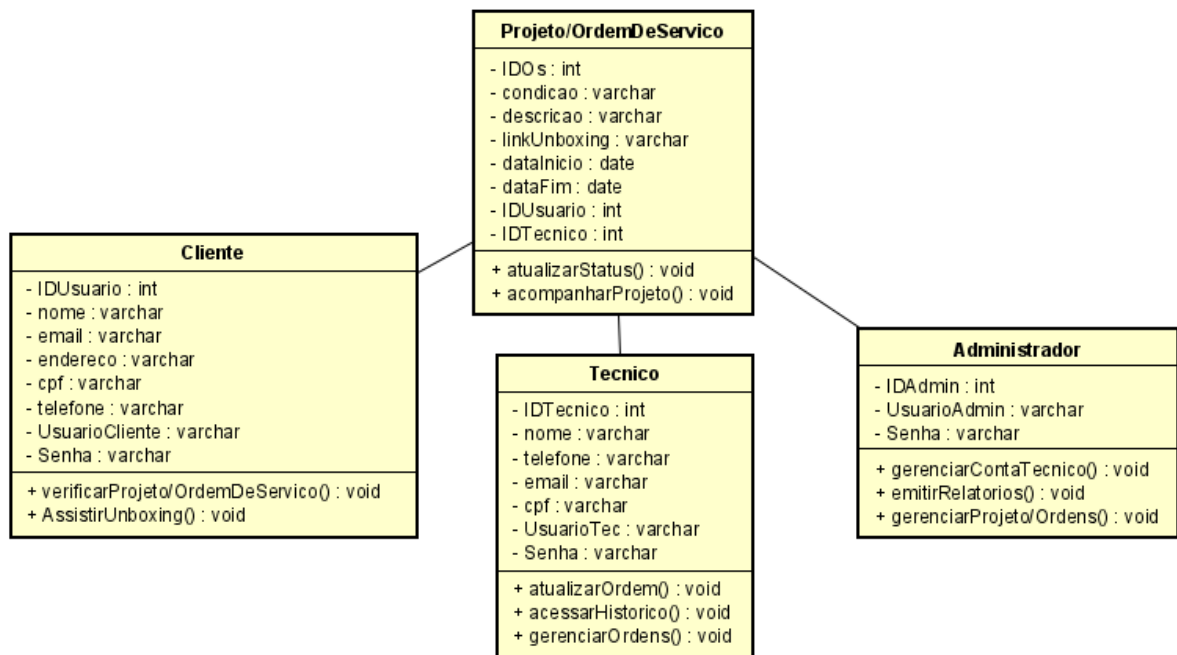 Projeto/OrdemDeServico
- IDOs : int
- condicao : varchar
- descricao : varchar
- linkUnboxing : varchar
- dataInicio : date
- dataFim : date
- IDUsuario : int
- IDTecnico : int
+ atualizarStatus() : void
+ acompanharProjeto() : void
Cliente
- IDUsuario : int
- nome : varchar
- email : varchar
- endereco : varchar
- cpf : varchar
- telefone : varchar
- UsuarioCliente : varchar
- Senha : varchar
+ verificarProjeto/OrdemDeServico() : void
+ AssistirUnboxing() : void
Tecnico
- IDTecnico : int
- nome : varchar
- telefone : varchar
- email : varchar
- cpf : varchar
- UsuarioTec : varchar
- Senha : varchar
+ atualizarOrdem() : void
+ acessarHistorico() : void
+ gerenciarOrdens() : void
Administrador
- IDAdmin : int
- UsuarioAdmin : varchar
- Senha : varchar
+ gerenciarContaTecnico() : void
+ emitirRelatorios() : void
+ gerenciarProjeto/Ordens() : void